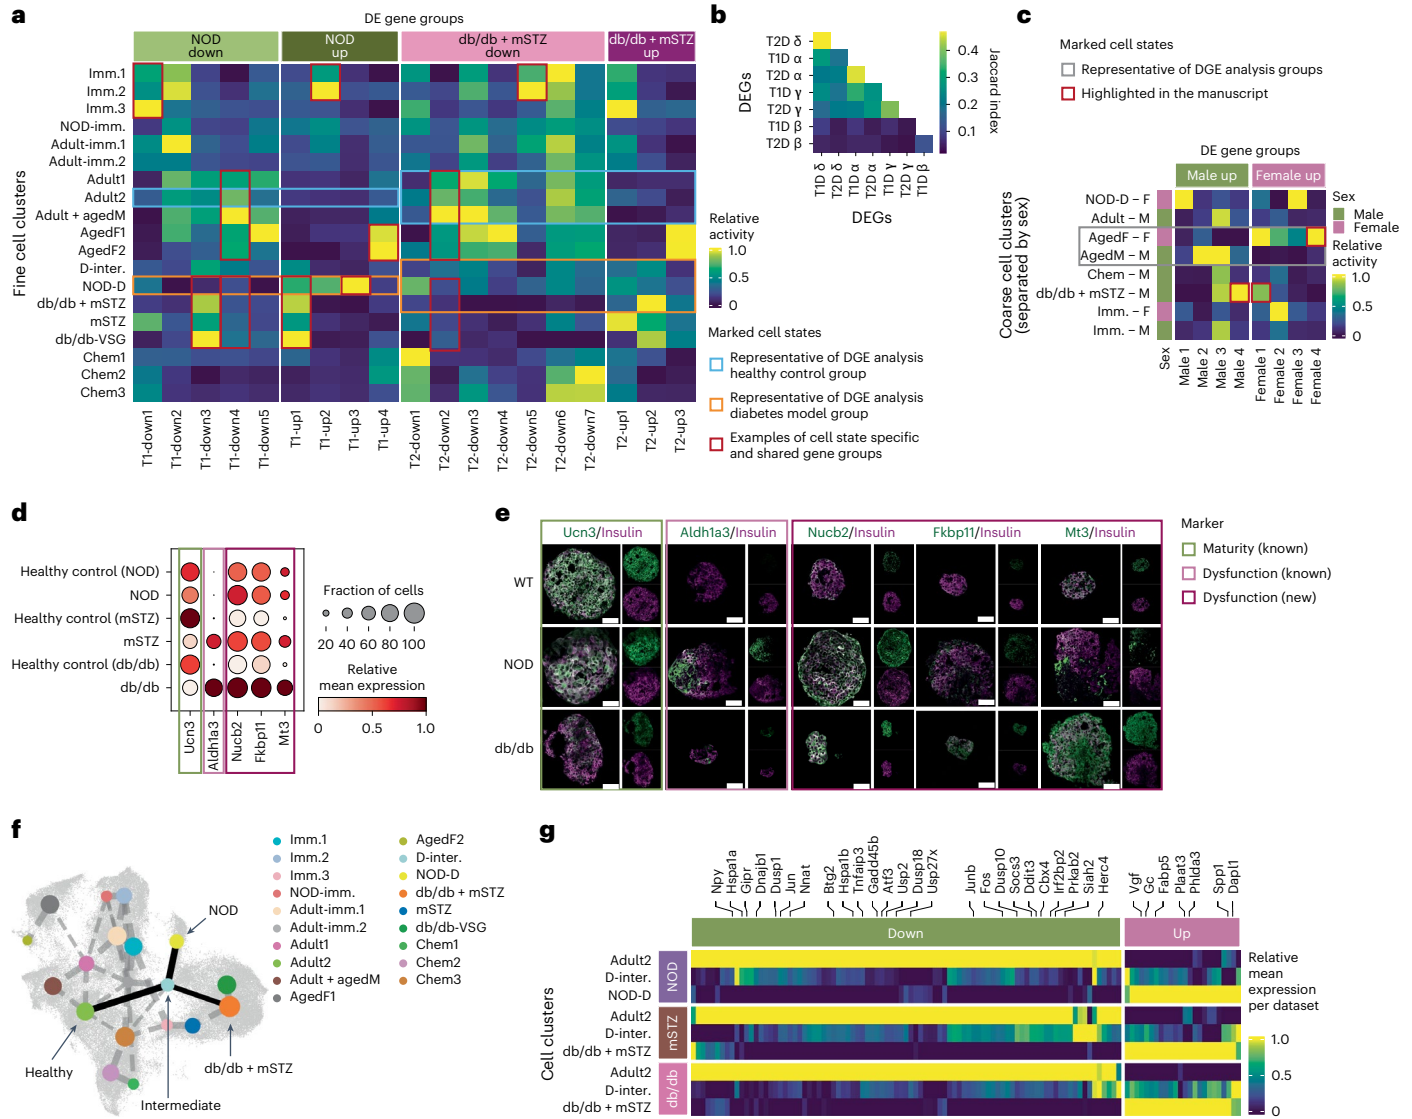 a
DE gene groups
NOD
down
NOD
up
db/db + mSTZ
down
db/db + mSTZ
up
Fine cell clusters
Imm.1
Imm.2
Imm.3
NOD-imm.
Adult-imm.1
Adult-imm.2
Adult1
Adult2
Adult + agedM
AgedF1
AgedF2
D-inter.
NOD-D
db/db + mSTZ
mSTZ
db/db-VSG
Chem1
Chem2
Chem3
T1-down1
T1-down2
T1-down3
T1-down4
T1-down5
T1-up1
T1-up2
T1-up3
T1-up4
T2-down1
T2-down2
T2-down3
T2-down4
T2-down5
T2-down6
T2-down7
T2-up1
T2-up2
T2-up3
Relative
activity
1.0
0.5
0
Marked cell states
Representative of DGE analysis
healthy control group
Representative of DGE analysis
diabetes model group
Examples of cell state specific
and shared gene groups
b
DEGs
T2D δ
T1D α
T2D α
T1D γ
T2D γ
T1D β
T2D β
T1D δ
T2D δ
T1D α
T2D α
T1D γ
T2D γ
T1D β
DEGs
0.4
0.3
0.2
0.1
Jaccard index
c
Marked cell states
Representative of DGE analysis groups
Highlighted in the manuscript
DE gene groups
Male up
Female up
Coarse cell clusters
(separated by sex)
NOD-D – F
Adult – M
AgedF – F
AgedM – M
Chem – M
db/db + mSTZ – M
Imm. – F
Imm. – M
Sex
Male 1
Male 2
Male 3
Male 4
Female 1
Female 2
Female 3
Female 4
Sex
Male
Female
Relative
activity
1.0
0.5
0
d
Healthy control (NOD)
NOD
Healthy control (mSTZ)
mSTZ
Healthy control (db/db)
db/db
Ucn3
Aldh1a3
Nucb2
Fkbp11
Mt3
Fraction of cells
20 40 60 80 100
Relative
mean expression
0 0.5 1.0
e
Ucn3/Insulin
Aldh1a3/Insulin
Nucb2/Insulin
Fkbp11/Insulin
Mt3/Insulin
WT
NOD
db/db
Marker
Maturity (known)
Dysfunction (known)
Dysfunction (new)
f
NOD
Healthy
Intermediate
db/db + mSTZ
Imm.1
Imm.2
Imm.3
NOD-imm.
Adult-imm.1
Adult-imm.2
Adult1
Adult2
Adult + agedM
AgedF1
AgedF2
D-inter.
NOD-D
db/db + mSTZ
mSTZ
db/db-VSG
Chem1
Chem2
Chem3
g
Npy
Hspa1a
Gipr
Dnajb1
Dusp1
Jun
Nnat
Btg2
Hspa1b
Tnfaip3
Gadd45b
Atf3
Usp2
Dusp18
Usp27x
Junb
Fos
Dusp10
Socs3
Ddit3
Cbx4
Irf2bp2
Prkab2
Siah2
Herc4
Vgf
Gc
Fabp5
Plaat3
Phlda3
Spp1
Dapl1
Down
Up
Cell clusters
Adult2
D-inter.
NOD-D
NOD
Adult2
D-inter.
db/db + mSTZ
mSTZ
Adult2
D-inter.
db/db + mSTZ
db/db
Relative
mean
expression
per dataset
1.0
0.5
0